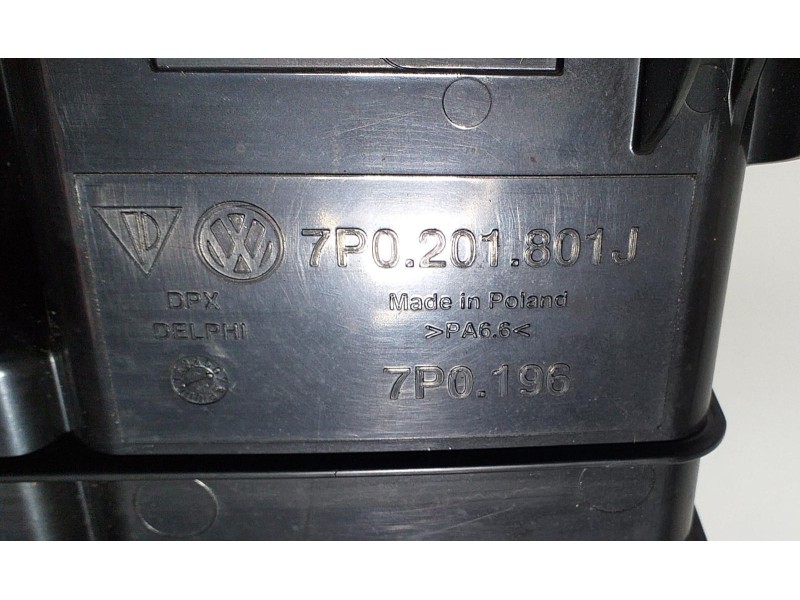 7P0.201.801J
DPX
Made in Poland
DELPHI
>PA6.6<
7P0.196